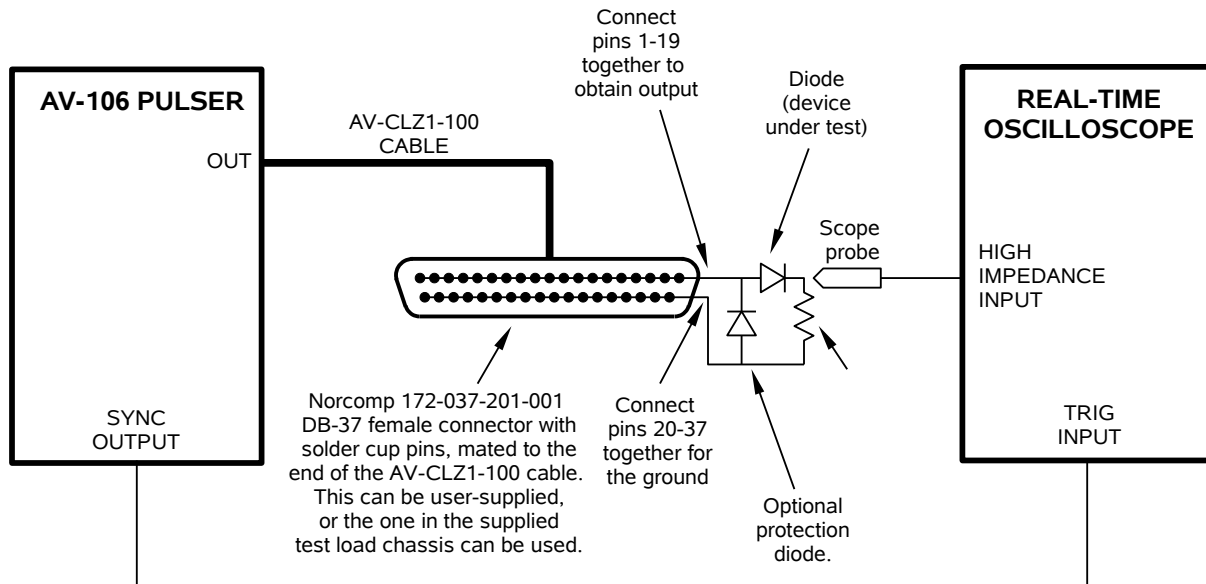 Connect
pins 1-19
together to
obtain output
Diode
(device
under test)
AV-106 PULSER
OUT
AV-CLZ1-100
CABLE
REAL-TIME
OSCILLOSCOPE
Scope
probe
HIGH
IMPEDANCE
INPUT
SYNC
OUTPUT
Norcomp 172-037-201-001
DB-37 female connector with
solder cup pins, mated to the
end of the AV-CLZ1-100 cable.
This can be user-supplied,
or the one in the supplied
test load chassis can be used.
Connect
pins 20-37
together for
the ground
Optional
protection
diode.
TRIG
INPUT